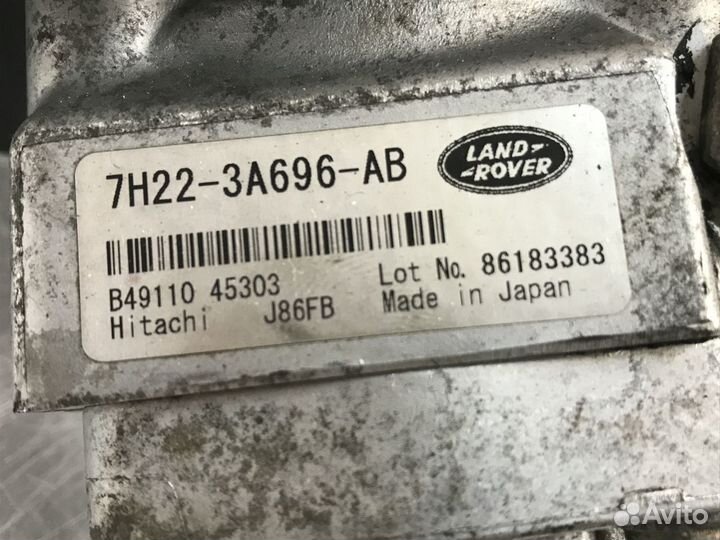 7H22-3A696-AB
LAND-
-ROVER
B49110 45303
Lot No. 86183383
Hitachi J86FB
Made in Japan
Avito